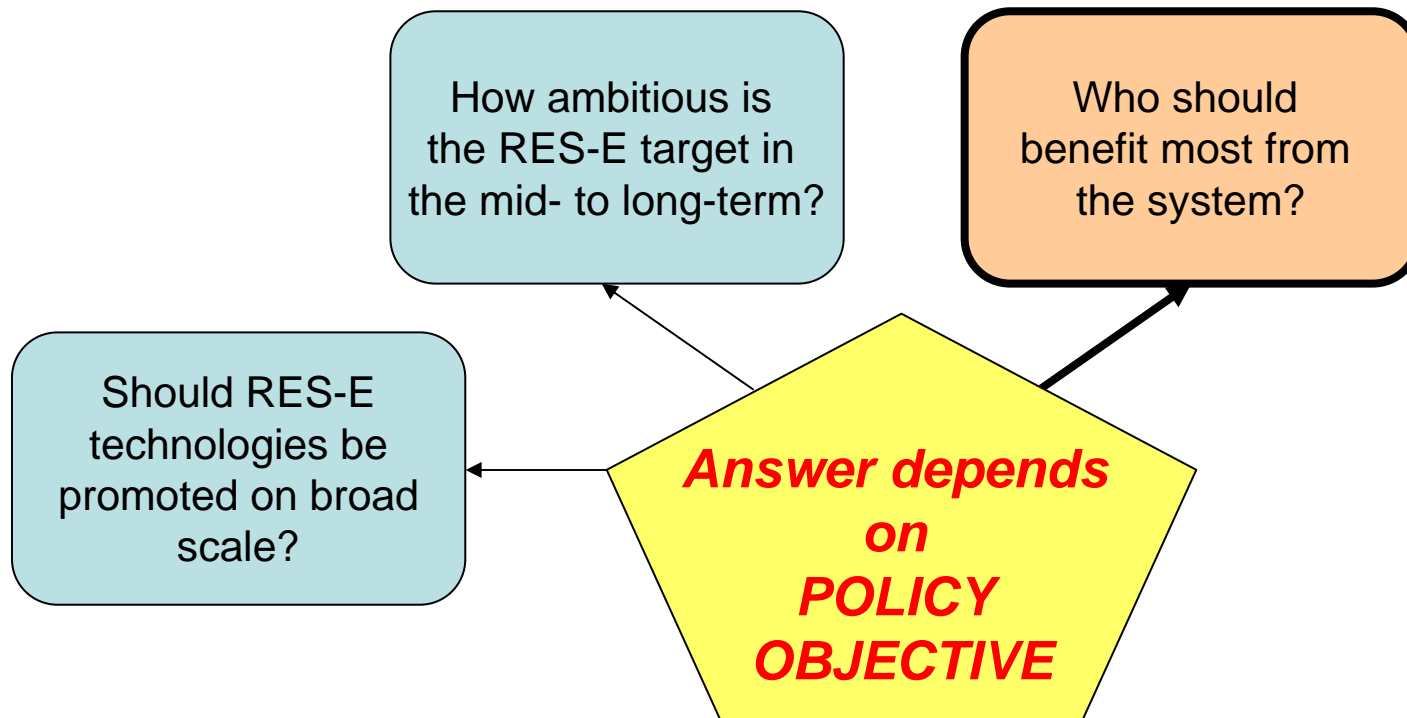 How ambitious is
the RES-E target in
the mid- to long-term?
Who should
benefit most from
the system?
Should RES-E
technologies be
promoted on broad
scale?
Answer depends
on
POLICY
OBJECTIVE